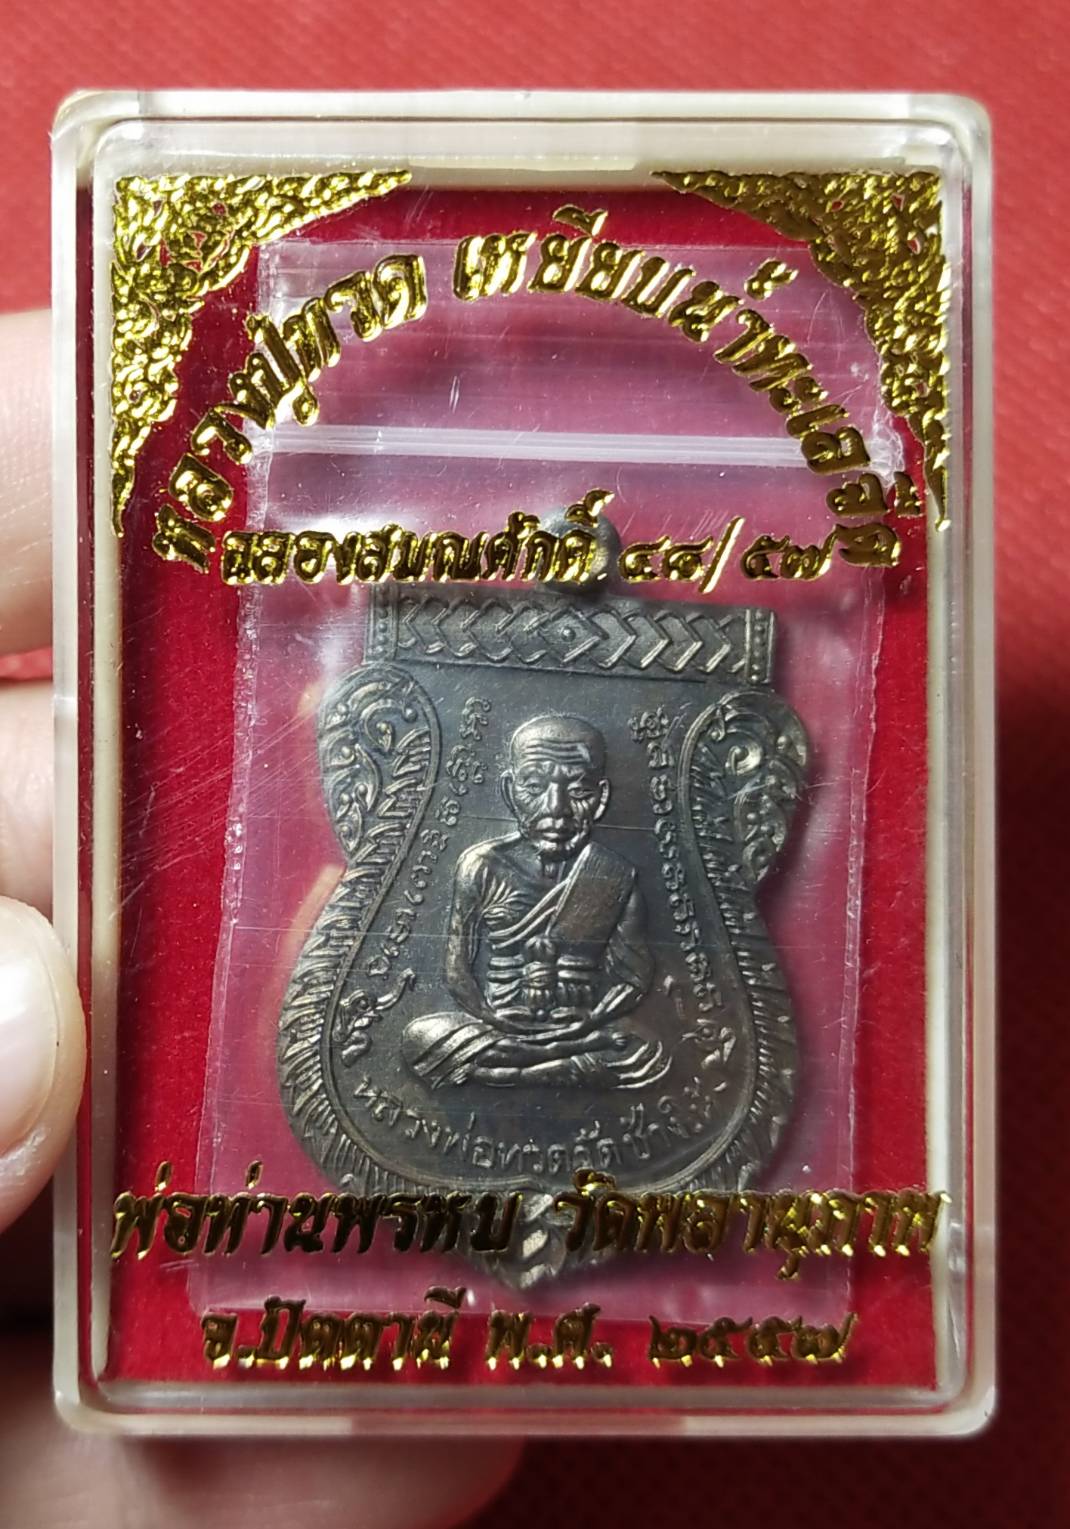 หลวงปู่ทวด เหยียบน้ำทะเลจืด
ฉลองสมณศักดิ์ ๔๘/๕๗
หลวงพ่อทวดวัดช้างให้
พ่อท่านพรหม วัดพลานุภาพ
จ.ปัตตานี พ.ศ. ๒๕๕๗